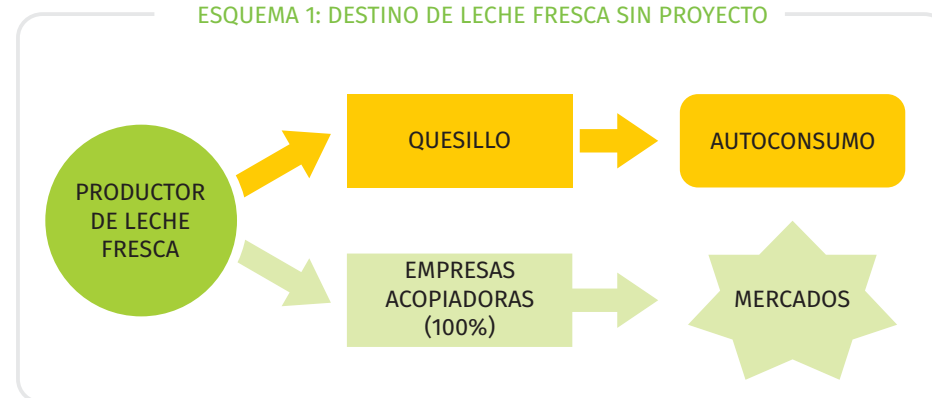 ESQUEMA 1: DESTINO DE LECHE FRESCA SIN PROYECTO
PRODUCTOR
DE LECHE
FRESCA
QUESILLO
AUTOCONSUMO
EMPRESAS
ACOPIADORAS
(100%)
MERCADOS